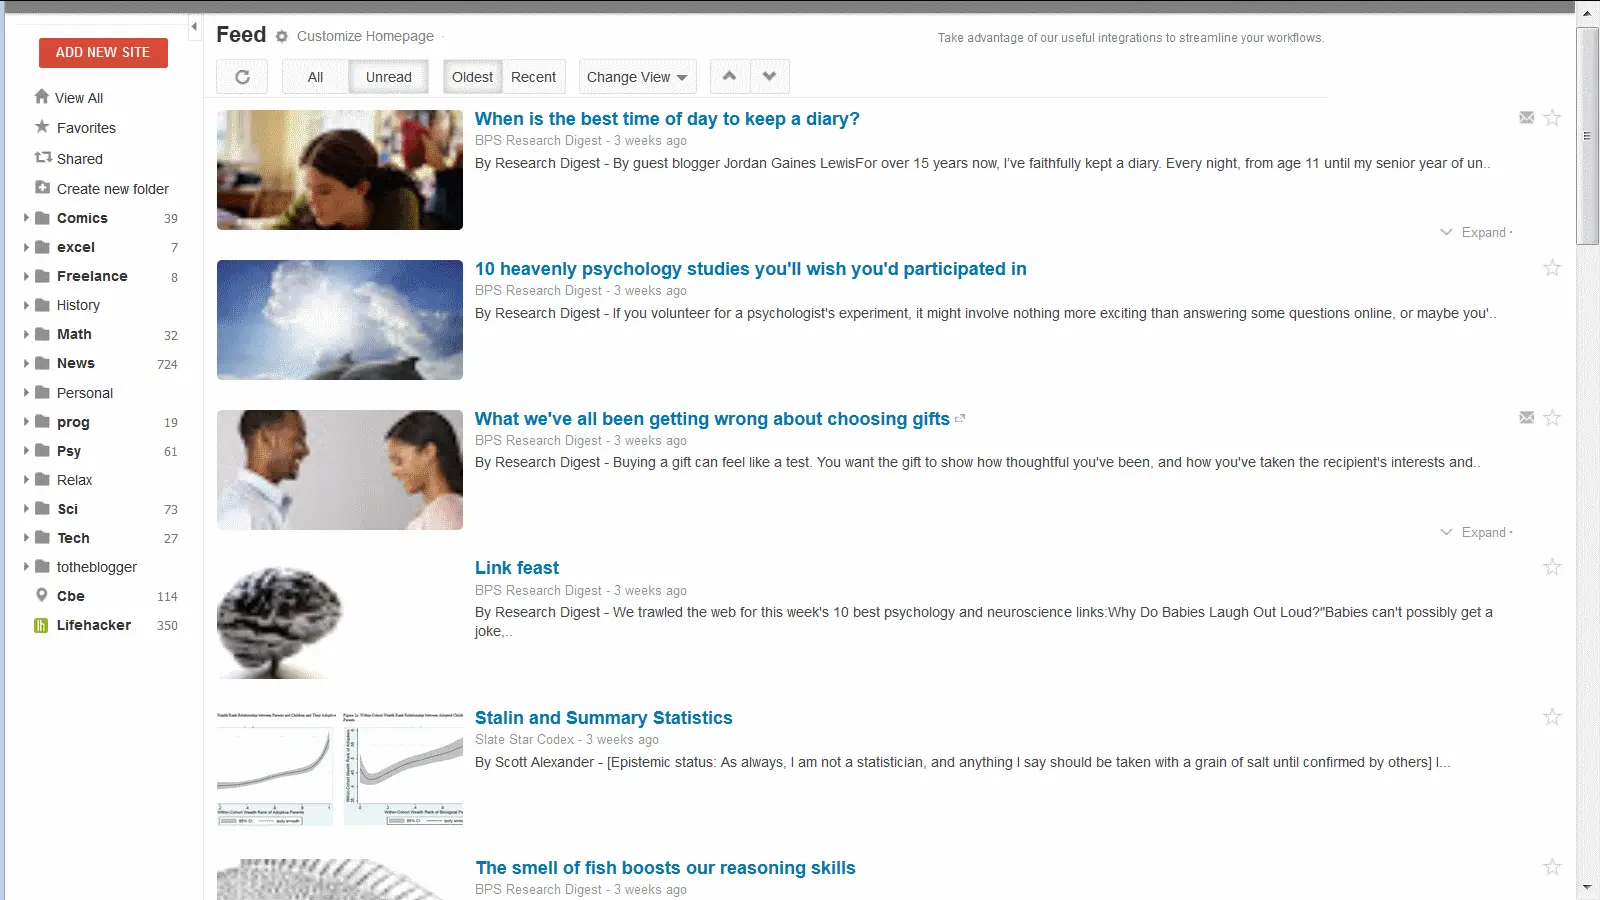 ADD NEW SITE
View All
Favorites
Shared
Create new folder
Comics 39
excel 7
Freelance 8
History
Math 32
News 724
Personal
prog 19
Psy 61
Relax
Sci 73
Tech 27
totheblogger
Cbe 114
Lifehacker 350
Feed Customize Homepage
Take advantage of our useful integrations to streamline your workflows.
All Unread Oldest Recent Change View
When is the best time of day to keep a diary?
BPS Research Digest - 3 weeks ago
By Research Digest - By guest blogger Jordan Gaines LewisFor over 15 years now, I've faithfully kept a diary. Every night, from age 11 until my senior year of un..
Expand
10 heavenly psychology studies you'll wish you'd participated in
BPS Research Digest - 3 weeks ago
By Research Digest - If you volunteer for a psychologist's experiment, it might involve nothing more exciting than answering some questions online, or maybe you'..
What we've all been getting wrong about choosing gifts
BPS Research Digest - 3 weeks ago
By Research Digest - Buying a gift can feel like a test. You want the gift to show how thoughtful you've been, and how you've taken the recipient's interests and..
Expand
Link feast
BPS Research Digest - 3 weeks ago
By Research Digest - We trawled the web for this week's 10 best psychology and neuroscience links:Why Do Babies Laugh Out Loud?"Babies can't possibly get a
joke,..
Stalin and Summary Statistics
Slate Star Codex - 3 weeks ago
By Scott Alexander - [Epistemic status: As always, I am not a statistician, and anything I say should be taken with a grain of salt until confirmed by others] I...
The smell of fish boosts our reasoning skills
BPS Research Digest - 3 weeks ago